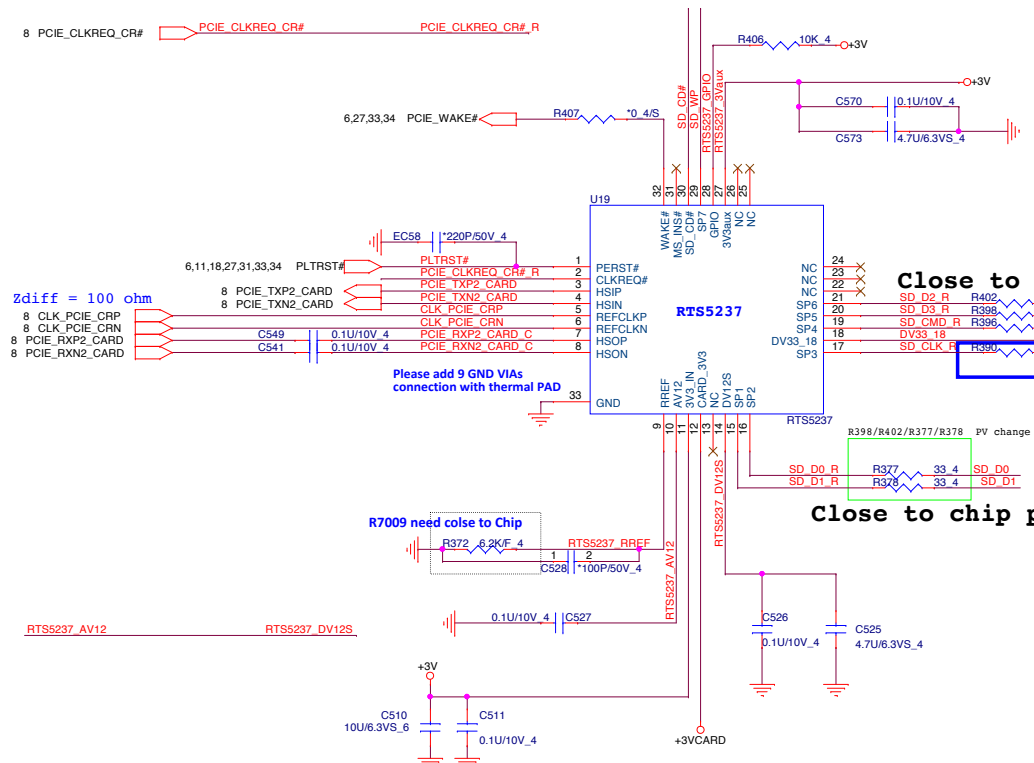 8 PCIE_CLKREQ_CR# PCIE_CLKREQ_CR# PCIE_CLKREQ_CR#_R
R406 10K_4 +3V
+3V
C570 0.1U/10V_4
C573 4.7U/6.3VS_4
6,27,33,34 PCIE_WAKE# R407 *0_4/S
SD_CD#
SD_WP
RTS5237_GPIO
RTS5237_3Vaux
32 31 30 29 28 27 26 25
U19
WAKE#
MS_INS#
SD_CD#
SP7
GPIO
3V3aux
NC
NC
EC58 *220P/50V_4
6,11,18,27,31,33,34 PLTRST# PLTRST# 1 PERST#
PCIE_CLKREQ_CR#_R 2 CLKREQ#
8 PCIE_TXP2_CARD PCIE_TXP2_CARD 3 HSIP
8 PCIE_TXN2_CARD PCIE_TXN2_CARD 4 HSIN
Zdiff = 100 ohm
8 CLK_PCIE_CRP CLK_PCIE_CRP 5 REFCLKP
8 CLK_PCIE_CRN CLK_PCIE_CRN 6 REFCLKN
8 PCIE_RXP2_CARD C549 0.1U/10V_4 PCIE_RXP2_CARD_C 7 HSOP
8 PCIE_RXN2_CARD C541 0.1U/10V_4 PCIE_RXN2_CARD_C 8 HSON
RTS5237
24 NC
23 NC
22 NC
Close to
21 SP6 SD_D2_R R402
20 SP5 SD_D3_R R398
19 SP4 SD_CMD_R R396
18 DV33_18 DV33_18
17 SP3 SD_CLK_R R390
Please add 9 GND VIAs
connection with thermal PAD
33 GND
RREF
AV12
3V3_IN
CARD_3V3
NC
DV12S
SP1
SP2
RTS5237
9 10 11 12 13 14 15 16
R398/R402/R377/R378 PV change
SD_D0_R R377 33_4 SD_D0
SD_D1_R R378 33_4 SD_D1
Close to chip p
RTS5237_DV12S
R7009 need colse to Chip
R372 6.2K/F_4 RTS5237_RREF
1 2
C528 *100P/50V_4
RTS5237_AV12
0.1U/10V_4 C527
C526
0.1U/10V_4
C525
4.7U/6.3VS_4
RTS5237_AV12 RTS5237_DV12S
+3V
C510
10U/6.3VS_6
C511
0.1U/10V_4
+3VCARD